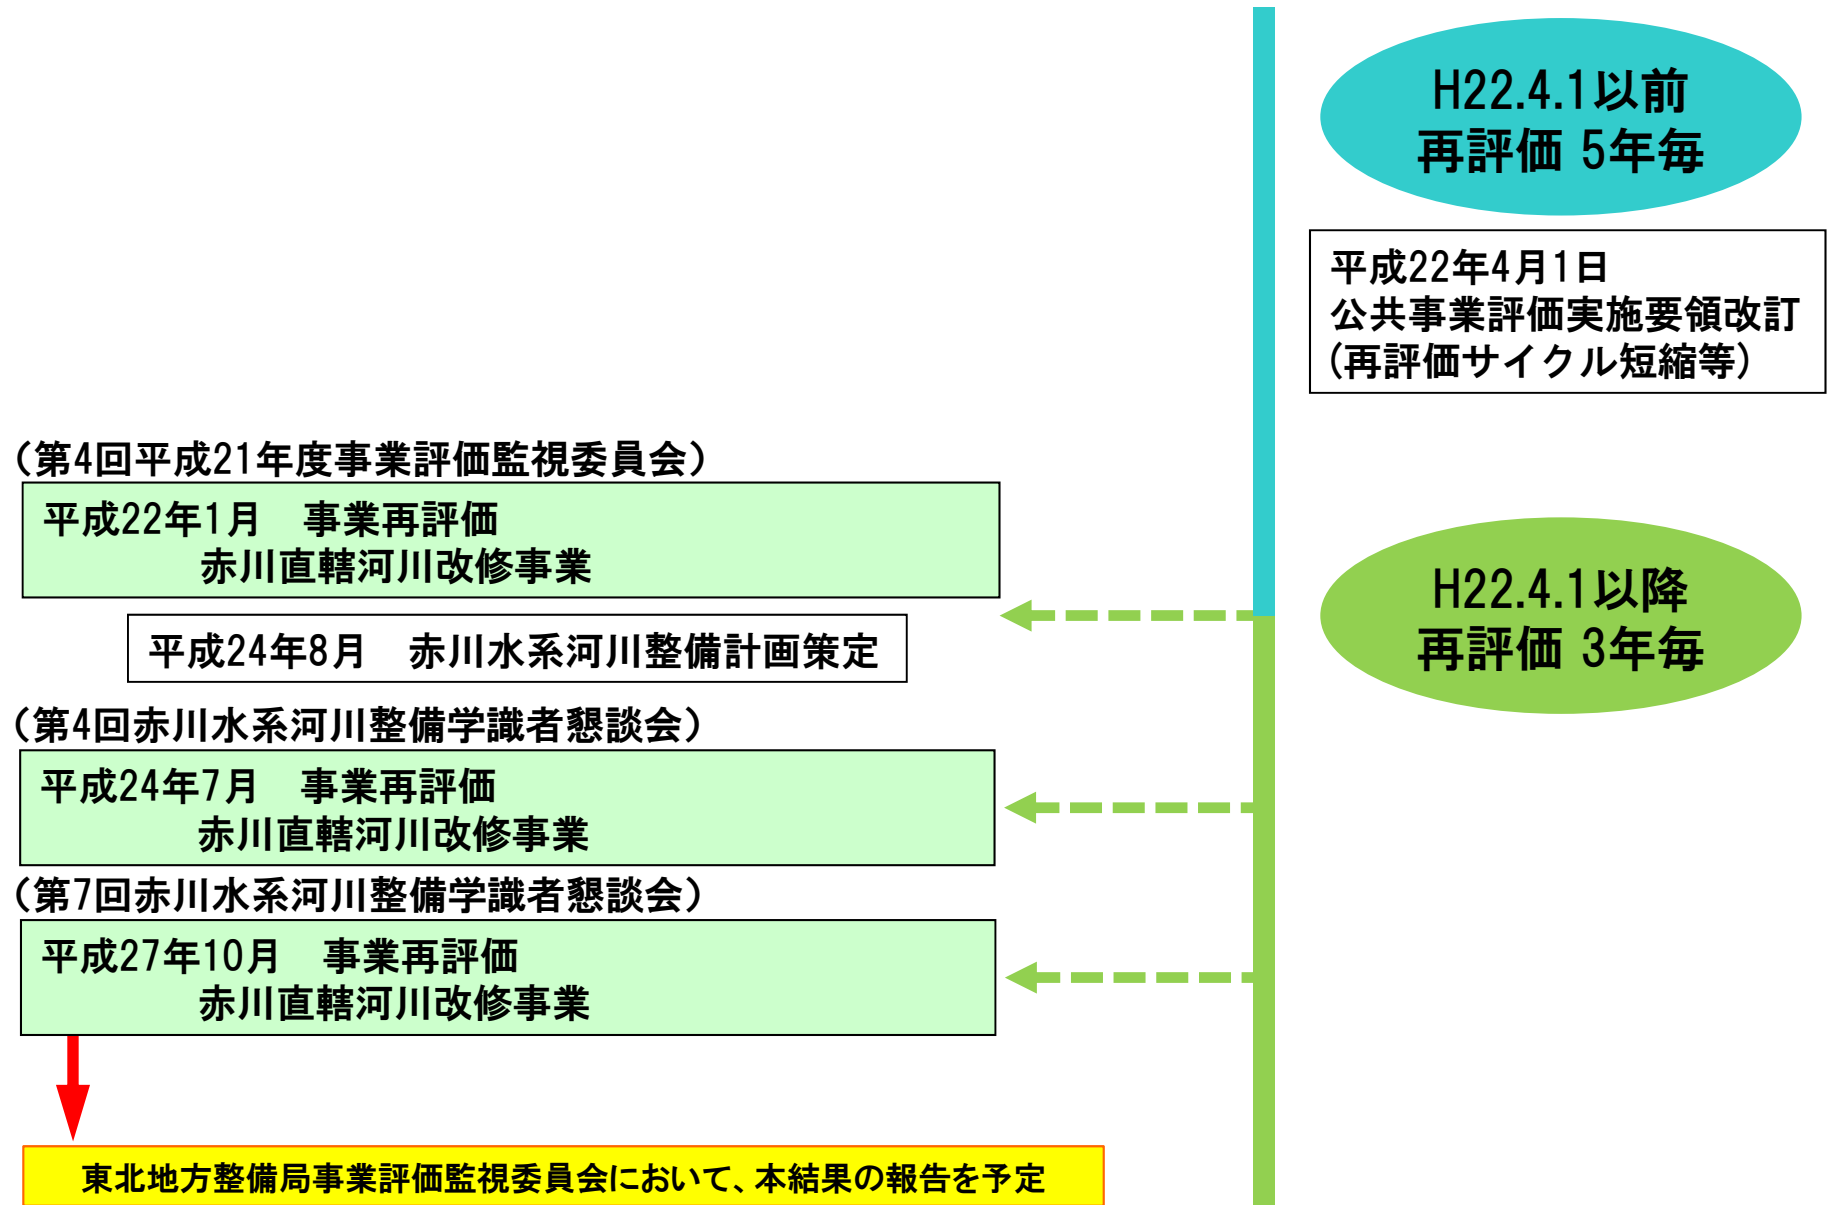 H22.4.1以前
再評価 5年毎
平成22年4月1日
公共事業評価実施要領改訂
(再評価サイクル短縮等)
（第4回平成21年度事業評価監視委員会）
平成22年1月　事業再評価
赤川直轄河川改修事業
H22.4.1以降
再評価 3年毎
平成24年8月　赤川水系河川整備計画策定
（第4回赤川水系河川整備学識者懇談会）
平成24年7月　事業再評価
赤川直轄河川改修事業
（第7回赤川水系河川整備学識者懇談会）
平成27年10月　事業再評価
赤川直轄河川改修事業
東北地方整備局事業評価監視委員会において、本結果の報告を予定